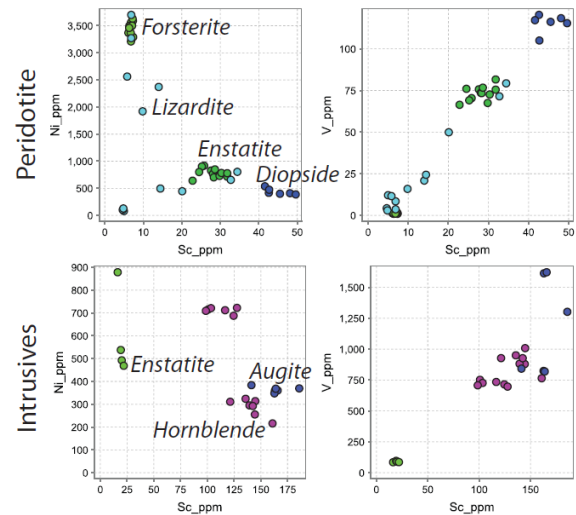 Peridotite
Ni_ppm
3,500
3,000
2,500
2,000
1,500
1,000
500
0
Forsterite
Lizardite
Enstatite
Diopside
0 10 20 30 40 50
Sc_ppm
V_ppm
100
75
50
25
0
0 10 20 30 40 50
Sc_ppm
Intrusives
Ni_ppm
900
800
700
600
500
400
300
200
100
0
Enstatite
Augite
Hornblende
0 25 50 75 100 125 150 175
Sc_ppm
V_ppm
1,500
1,250
1,000
750
500
250
0
0 50 100 150
Sc_ppm